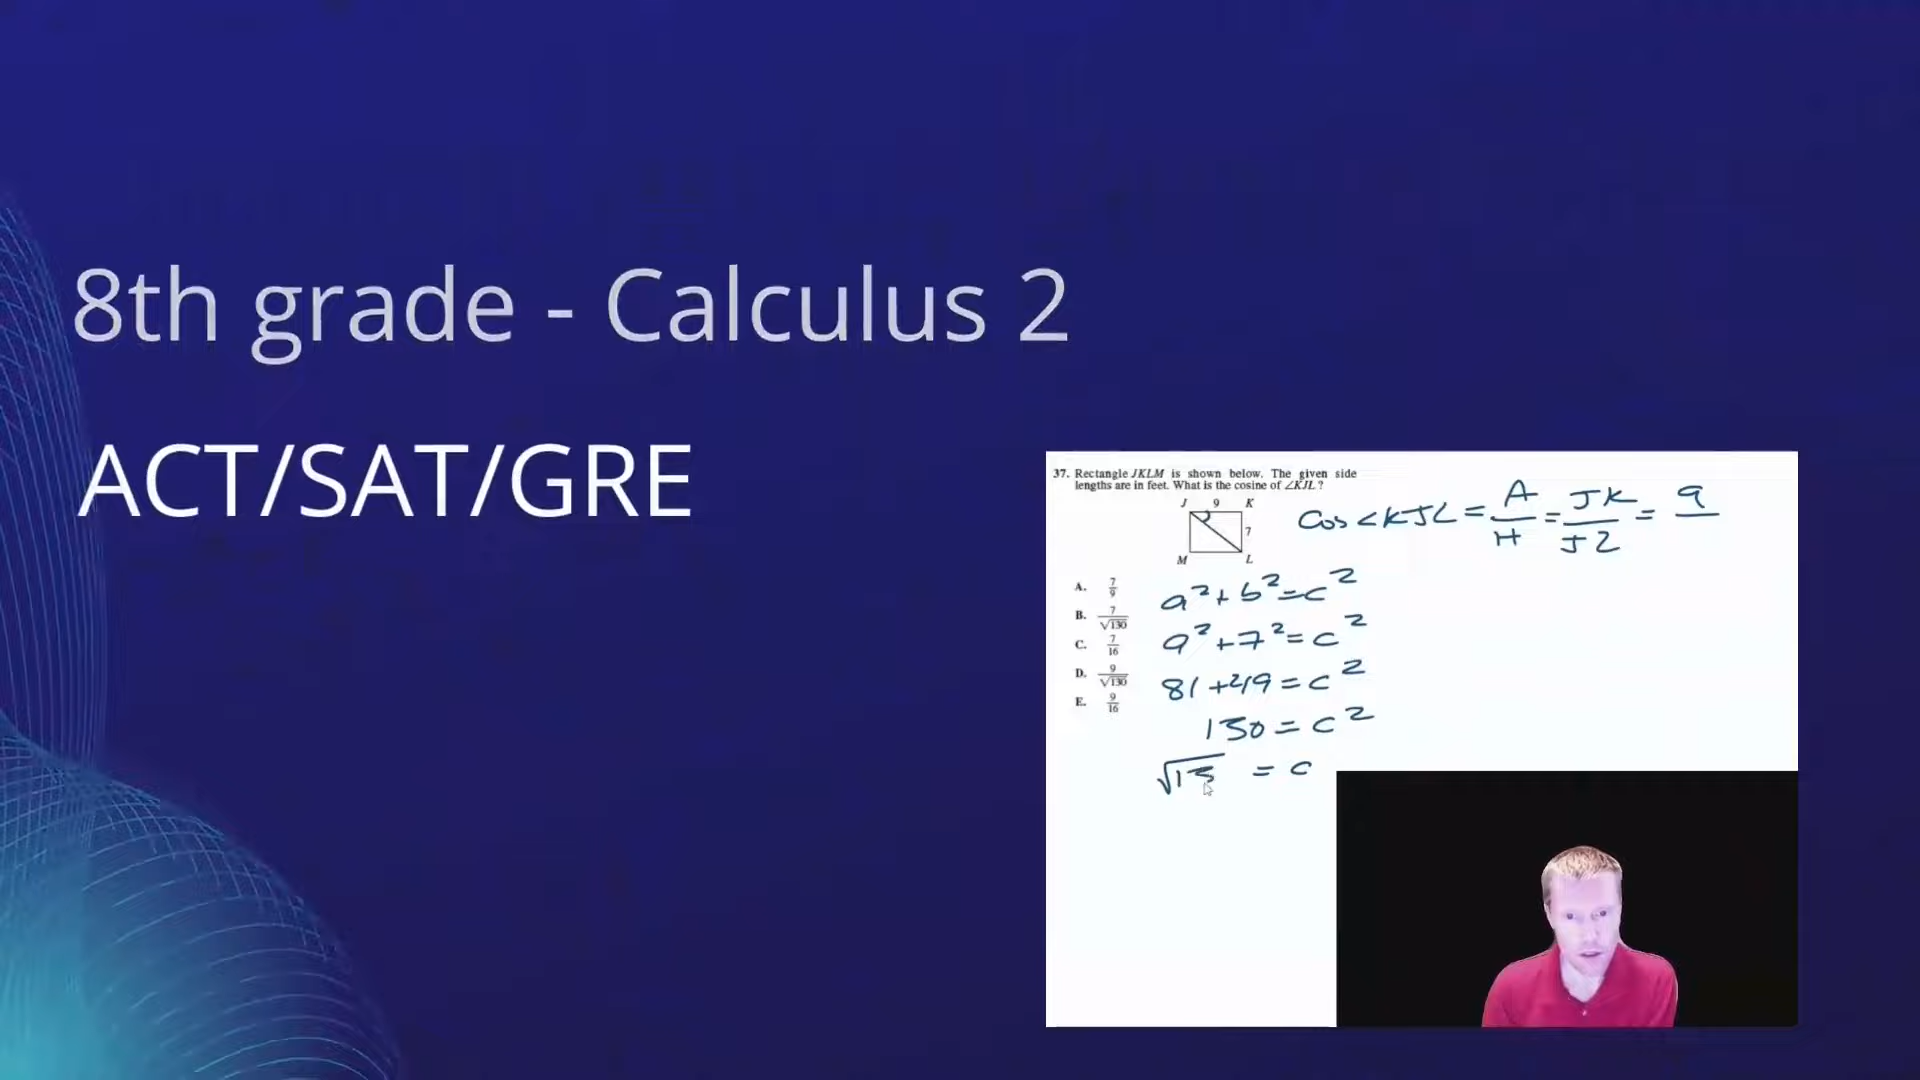 8th grade - Calculus 2
ACT/SAT/GRE
37. Rectangle JKLM is shown below. The given side
lengths are in feet. What is the cosine of ∠KJL ?
J 9 K
7
M L
A. 7/9
B. 7/√130
C. 7/16
D. 9/√130
E. 9/16
cos∠KJL = A/H = JK/JL = 9
a² + b² = c²
9² + 7² = c²
81 + 49 = c²
130 = c²
√13 = c